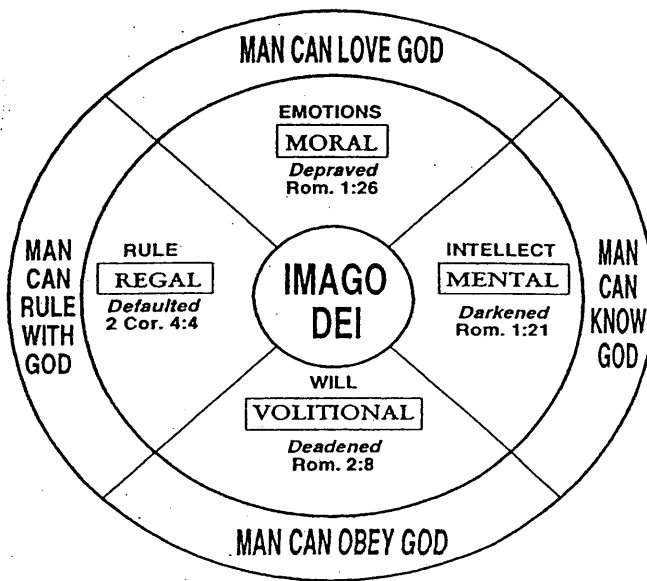 MAN CAN LOVE GOD
EMOTIONS
MORAL
Depraved
Rom. 1:26
MAN
CAN
RULE
WITH
GOD
RULE
REGAL
Defaulted
2 Cor. 4:4
IMAGO
DEI
INTELLECT
MENTAL
Darkened
Rom. 1:21
MAN
CAN
KNOW
GOD
WILL
VOLITIONAL
Deadened
Rom. 2:8
MAN CAN OBEY GOD